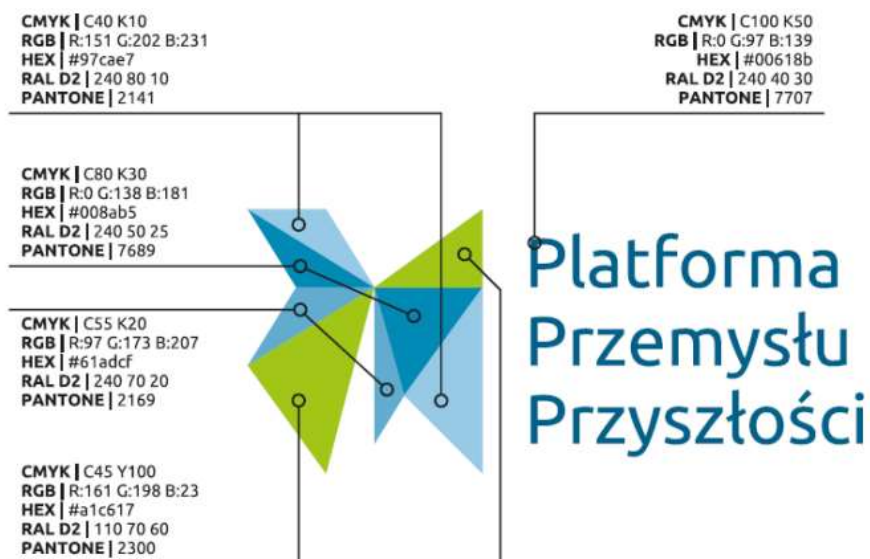 CMYK | C40 K10
RGB | R:151 G:202 B:231
HEX | #97cae7
RAL D2 | 240 80 10
PANTONE | 2141
CMYK | C100 K50
RGB | R:0 G:97 B:139
HEX | #00618b
RAL D2 | 240 40 30
PANTONE | 7707
CMYK | C80 K30
RGB | R:0 G:138 B:181
HEX | #008ab5
RAL D2 | 240 50 25
PANTONE | 7689
CMYK | C55 K20
RGB | R:97 G:173 B:207
HEX | #61adcf
RAL D2 | 240 70 20
PANTONE | 2169
CMYK | C45 Y100
RGB | R:161 G:198 B:23
HEX | #a1c617
RAL D2 | 110 70 60
PANTONE | 2300
Platforma
Przemysłu
Przyszłości